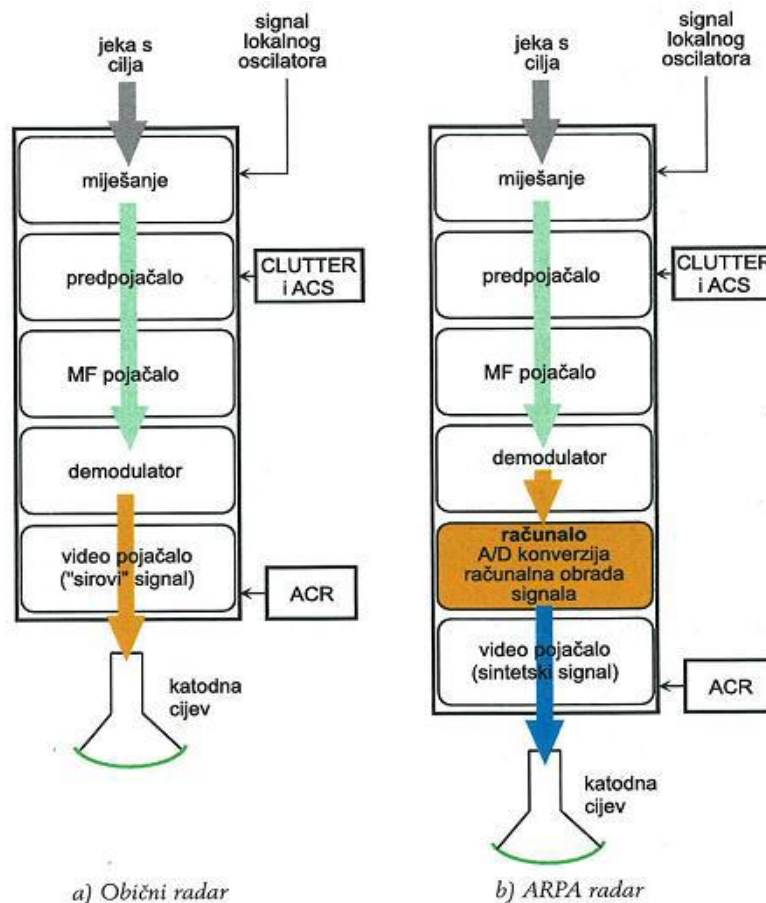 signal
lokalnog
oscilatora
jeka s
cilja
miješanje
predpojačalo
CLUTTER
i ACS
MF pojačalo
demodulator
video pojačalo
("sirovi" signal)
ACR
katodna
cijev
a) Obični radar
signal
lokalnog
oscilatora
jeka s
cilja
miješanje
predpojačalo
CLUTTER
i ACS
MF pojačalo
demodulator
računalo
A/D konverzija
računalna obrada
signala
video pojačalo
(sintetski signal)
ACR
katodna
cijev
b) ARPA radar